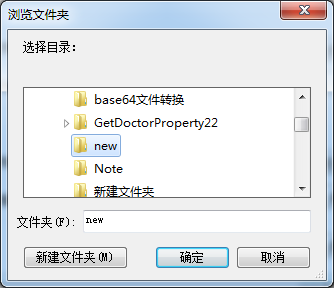 浏览文件夹
选择目录:
base64文件转换
GetDoctorProperty22
new
Note
新建文件夹
文件夹(F): new
新建文件夹(M) 确定 取消